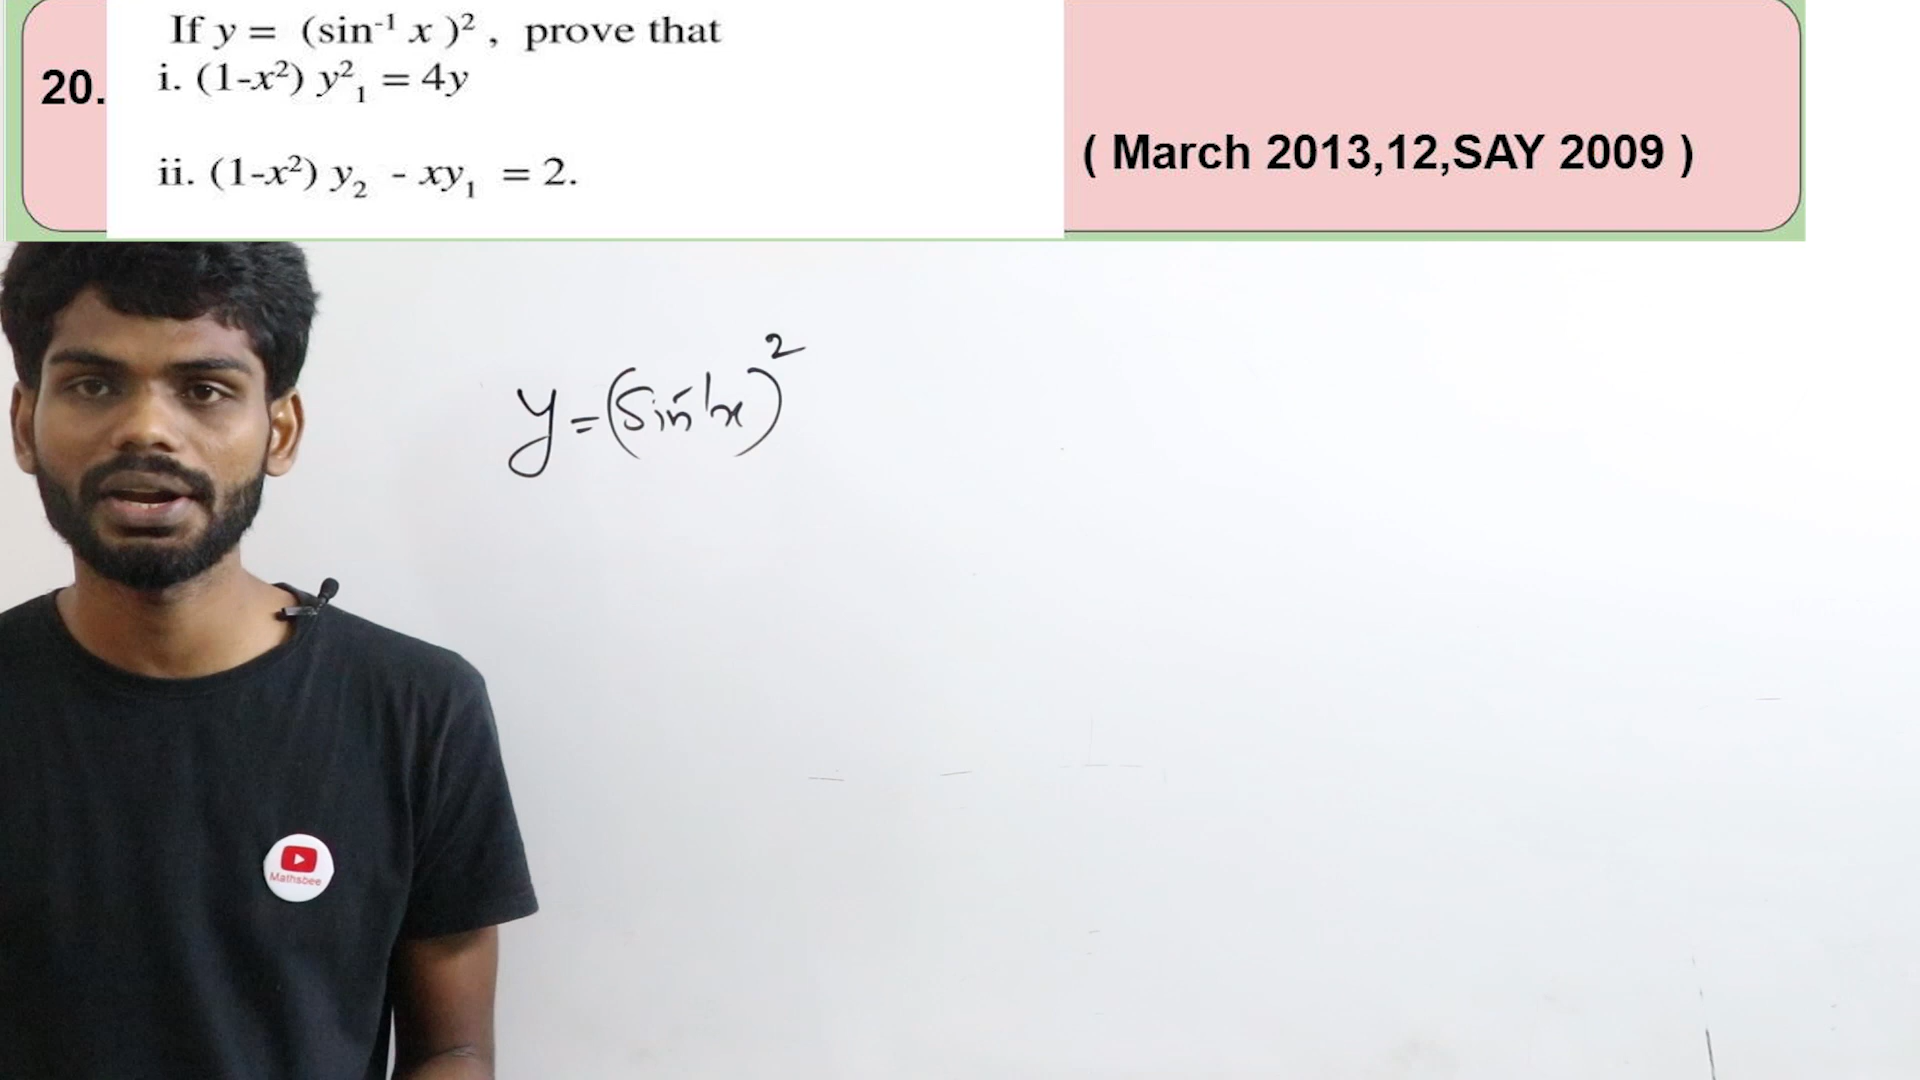 If y = (sin⁻¹ x )² , prove that
20.
i. (1-x²) y²₁ = 4y
( March 2013,12,SAY 2009 )
ii. (1-x²) y₂ - xy₁ = 2.
y=(Sin⁻¹x)²
Mathsbee